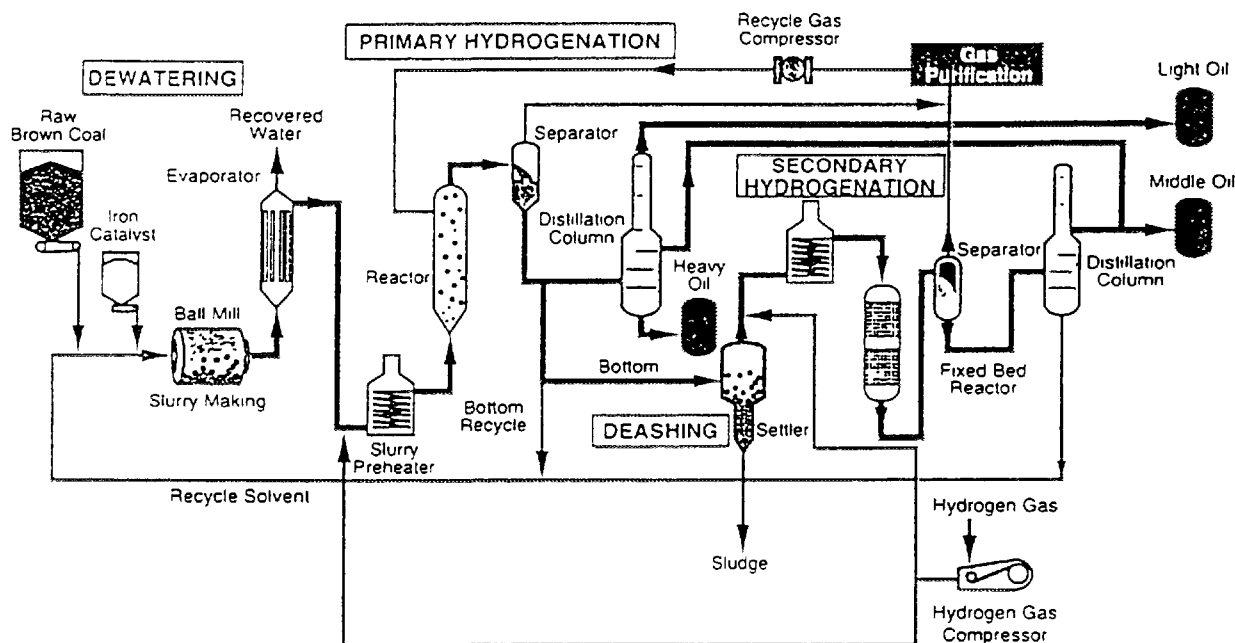 PRIMARY HYDROGENATION
Recycle Gas
Compressor
Gas
Purification
Light Oil
DEWATERING
Raw
Brown Coal
Recovered
Water
Separator
SECONDARY
HYDROGENATION
Middle Oil
Evaporator
Iron
Catalyst
Distillation
Column
Separator
Distillation
Column
Reactor
Heavy
Oil
Ball Mill
Fixed Bed
Reactor
Bottom
Slurry Making
Bottom
Recycle
DEASHING
Settler
Slurry
Preheater
Recycle Solvent
Hydrogen Gas
Sludge
Hydrogen Gas
Compressor